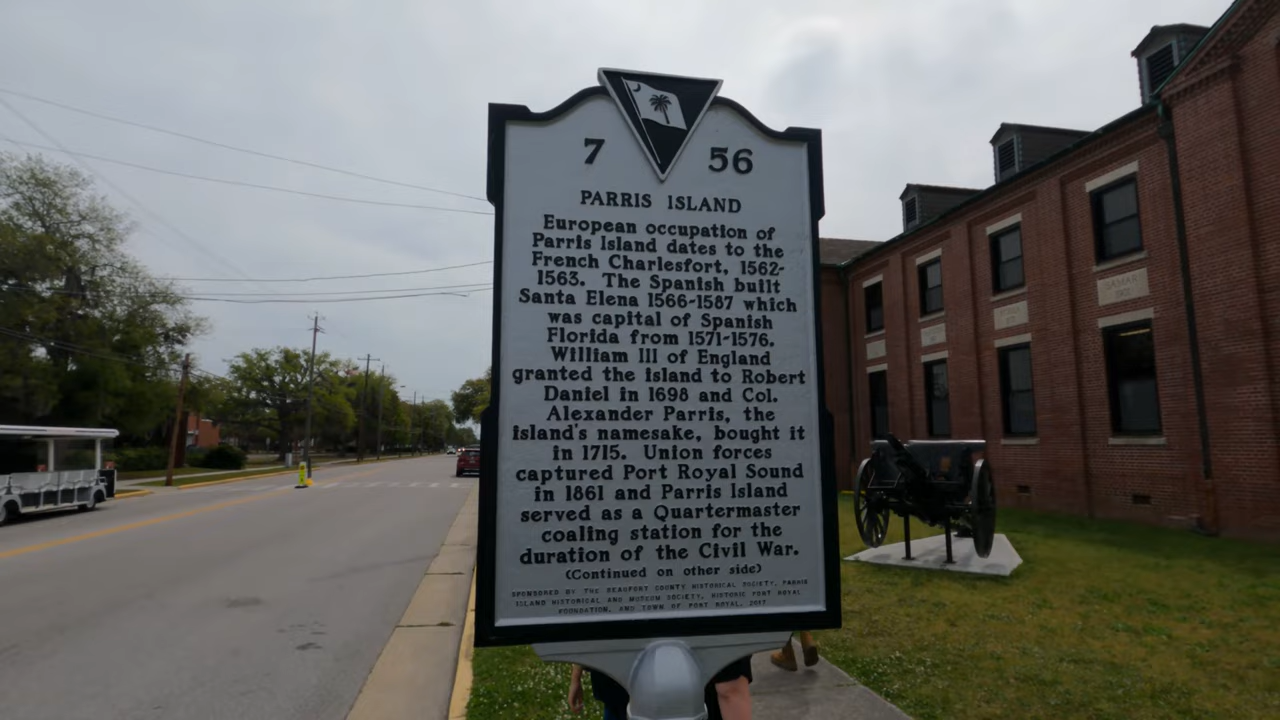 7 56
PARRIS ISLAND
European occupation of
Parris Island dates to the
French Charlesfort, 1562-
1563. The Spanish built
Santa Elena 1566-1587 which
was capital of Spanish
Florida from 1571-1576.
William III of England
granted the island to Robert
Daniel in 1698 and Col.
Alexander Parris, the
island's namesake, bought it
in 1715. Union forces
captured Port Royal Sound
in 1861 and Parris Island
served as a Quartermaster
coaling station for the
duration of the Civil War.
(Continued on other side)
SPONSORED BY THE BEAUFORT COUNTY HISTORICAL SOCIETY, PARRIS
ISLAND HISTORICAL AND MUSEUM SOCIETY, HISTORIC PORT ROYAL
FOUNDATION, AND TOWN OF PORT ROYAL, 2017
SAMAR